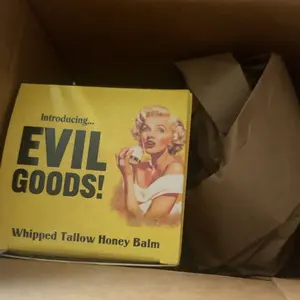 Introducing...
EVIL
GOODS!
Whipped Tallow Honey Balm